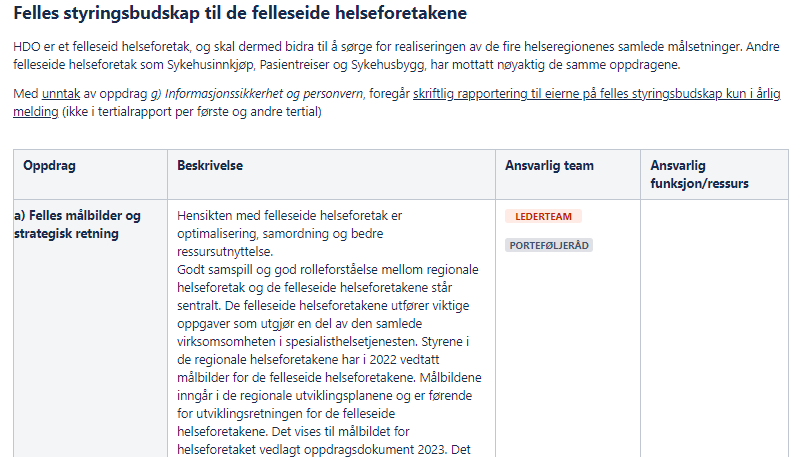 Felles styringsbudskap til de felleseide helseforetakene
HDO er et felleseid helseforetak, og skal dermed bidra til å sørge for realiseringen av de fire helseregionenes samlede målsetninger. Andre
felleseide helseforetak som Sykehusinnkjøp, Pasientreiser og Sykehusbygg, har mottatt nøyaktig de samme oppdragene.
Med unntak av oppdrag g) Informasjonssikkerhet og personvern, foregår skriftlig rapportering til eierne på felles styringsbudskap kun i årlig
melding (ikke i tertialrapport per første og andre tertial)
Oppdrag
Beskrivelse
Ansvarlig team
Ansvarlig
funksjon/ressurs
a) Felles målbilder og
strategisk retning
Hensikten med felleseide helseforetak er
optimalisering, samordning og bedre
ressursutnyttelse.
Godt samspill og god rolleforståelse mellom regionale
helseforetak og de felleseide helseforetakene står
sentralt. De felleseide helseforetakene utfører viktige
oppgaver som utgjør en del av den samlede
virksomsomheten i spesialisthelsetjenesten. Styrene i
de regionale helseforetakene har i 2022 vedtatt
målbilder for de felleseide helseforetakene. Målbildene
inngår i de regionale utviklingsplanene og er førende
for utviklingsretningen for de felleseide
helseforetakene. Det vises til målbildet for
helseforetaket vedlagt oppdragsdokument 2023. Det
LEDERTEAM
PORTEFØLJERÅD